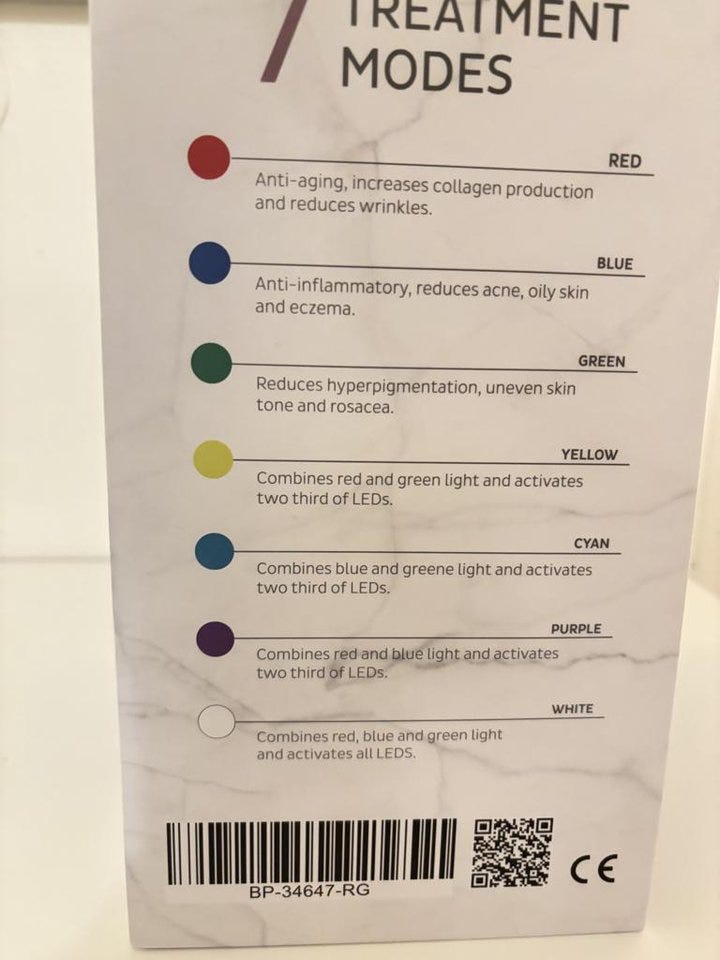 7 TREATMENT
MODES
RED
Anti-aging, increases collagen production
and reduces wrinkles.
BLUE
Anti-inflammatory, reduces acne, oily skin
and eczema.
GREEN
Reduces hyperpigmentation, uneven skin
tone and rosacea.
YELLOW
Combines red and green light and activates
two third of LEDs.
CYAN
Combines blue and greene light and activates
two third of LEDs.
PURPLE
Combines red and blue light and activates
two third of LEDs.
WHITE
Combines red, blue and green light
and activates all LEDS.
BP-34647-RG
CE